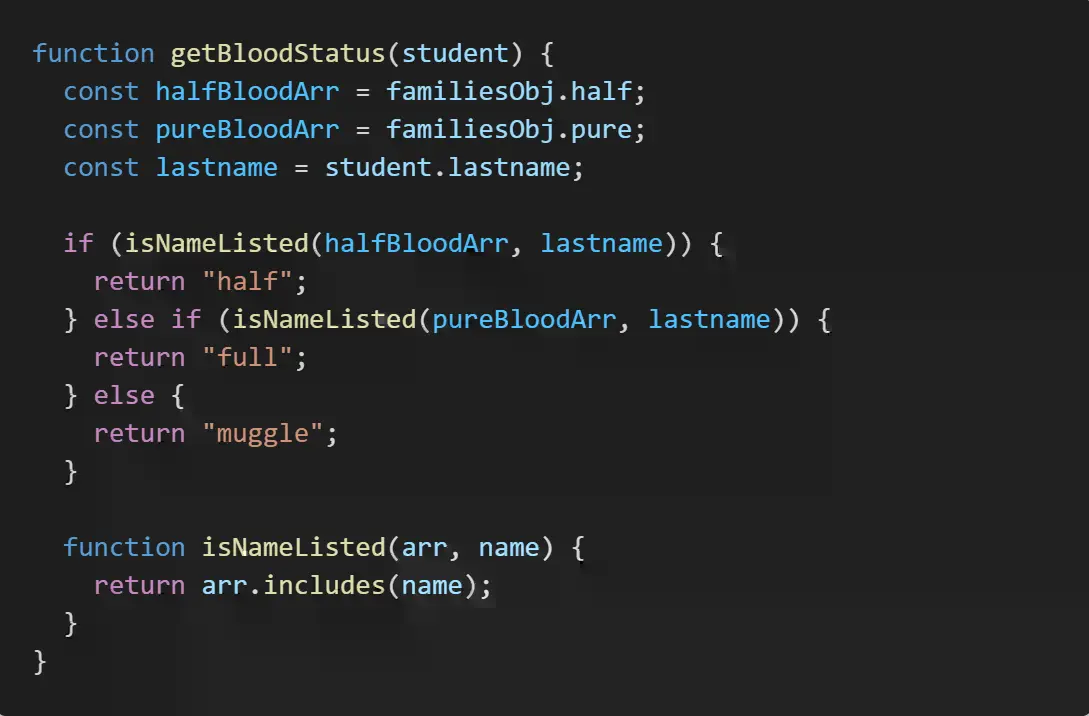 function getBloodStatus(student) {
  const halfBloodArr = familiesObj.half;
  const pureBloodArr = familiesObj.pure;
  const lastname = student.lastname;

  if (isNameListed(halfBloodArr, lastname)) {
    return "half";
  } else if (isNameListed(pureBloodArr, lastname)) {
    return "full";
  } else {
    return "muggle";
  }

  function isNameListed(arr, name) {
    return arr.includes(name);
  }
}